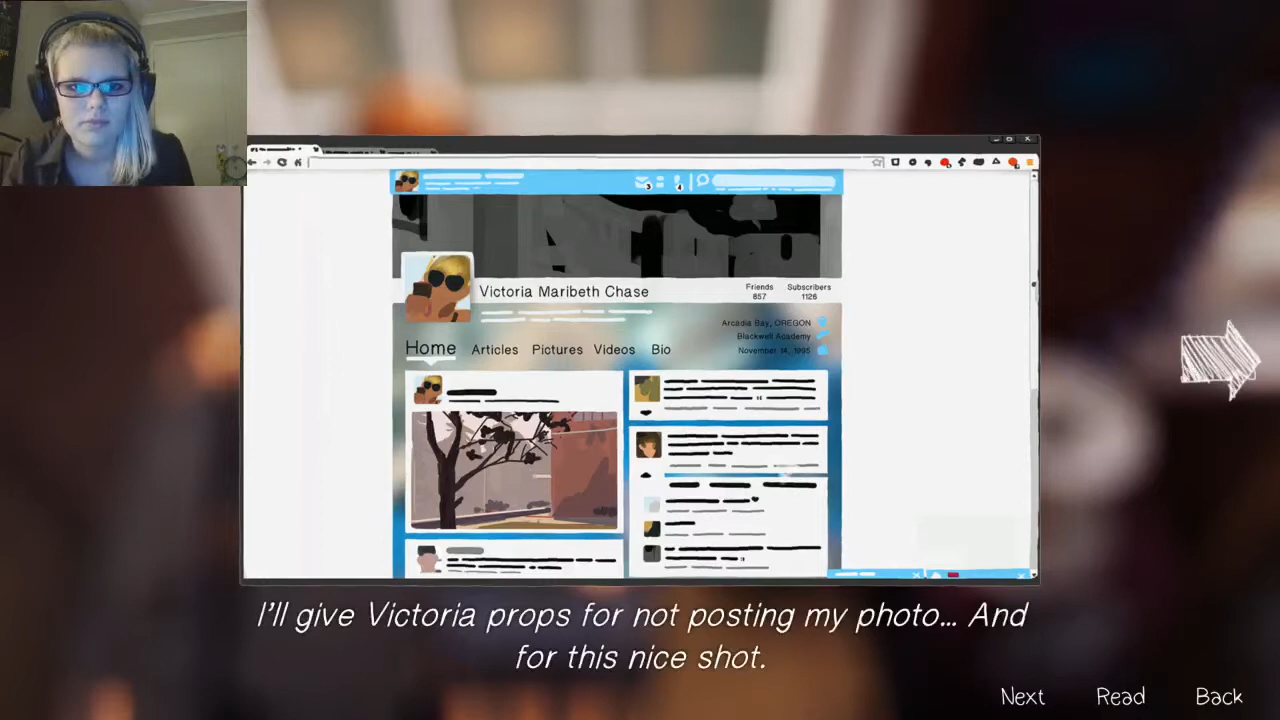 Victoria Maribeth Chase
Friends
857
Subscribers
1126
Arcadia Bay, OREGON
Blackwell Academy
November 14, 1995
Home Articles Pictures Videos Bio
I'll give Victoria props for not posting my photo... And
for this nice shot.
Next Read Back